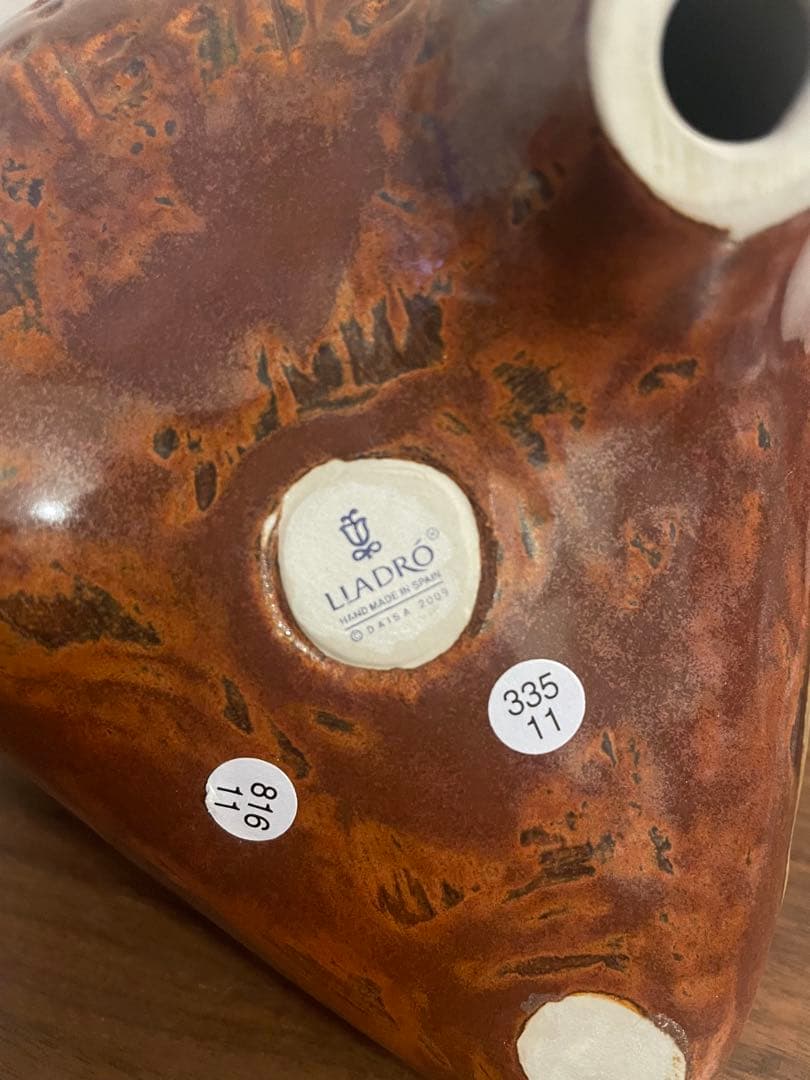 LLADRÓ®
HAND MADE IN SPAIN
© DAISA 2009
335
11
816
11